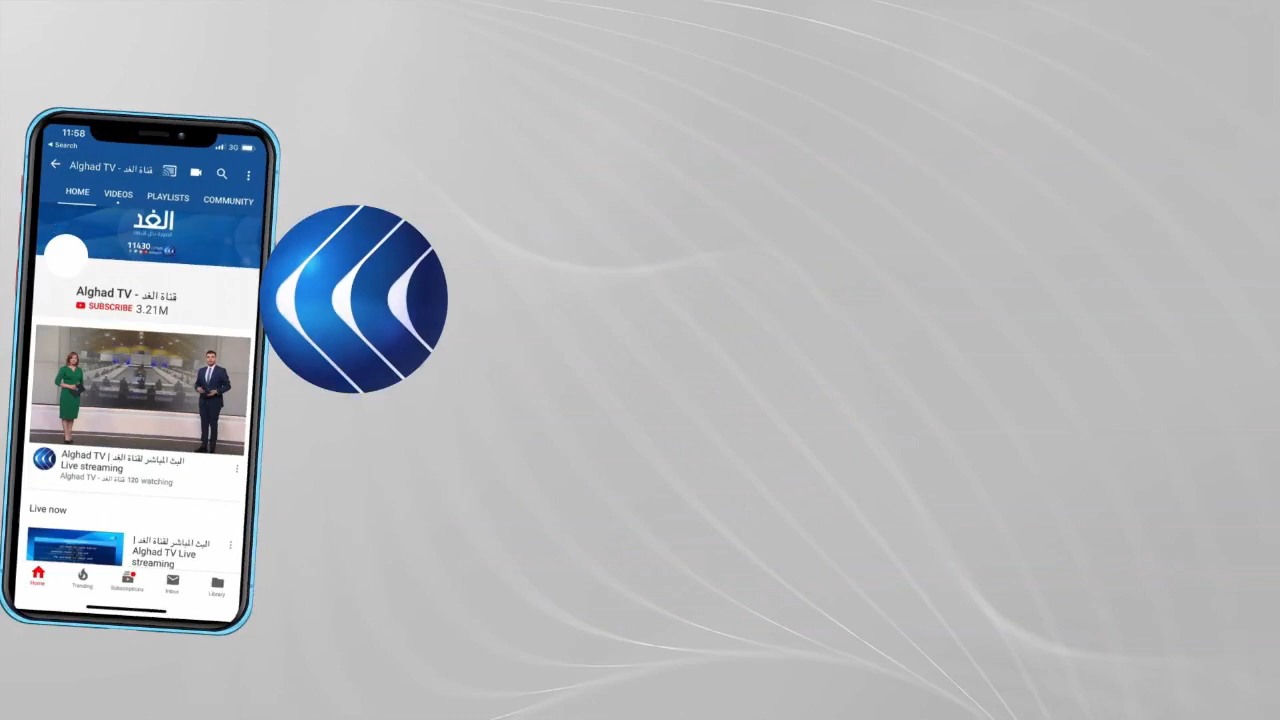 11:58
Search
3G
Alghad TV - قناة الغد
HOME VIDEOS PLAYLISTS COMMUNITY
الغد
11430
Alghad TV - قناة الغد
SUBSCRIBE 3.21M
Alghad TV | البث المباشر لقناة الغد
Live streaming
Alghad TV - قناة الغد 120 watching
Live now
البث المباشر لقناة الغد |
Alghad TV Live
streaming
Home Trending Subscriptions Inbox Library